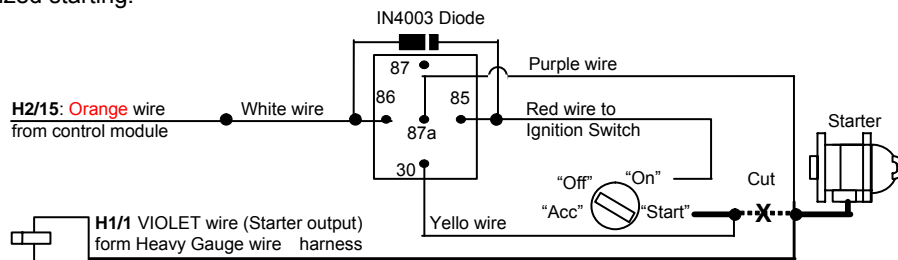 ized starting.
IN4003 Diode
87
Purple wire
H2/15: Orange wire
from control module
White wire
86
85
87a
Red wire to
Ignition Switch
Starter
30
"Off"
"On"
Cut
"Acc"
"Start"
X
H1/1 VIOLET wire (Starter output)
form Heavy Gauge wire harness
Yello wire